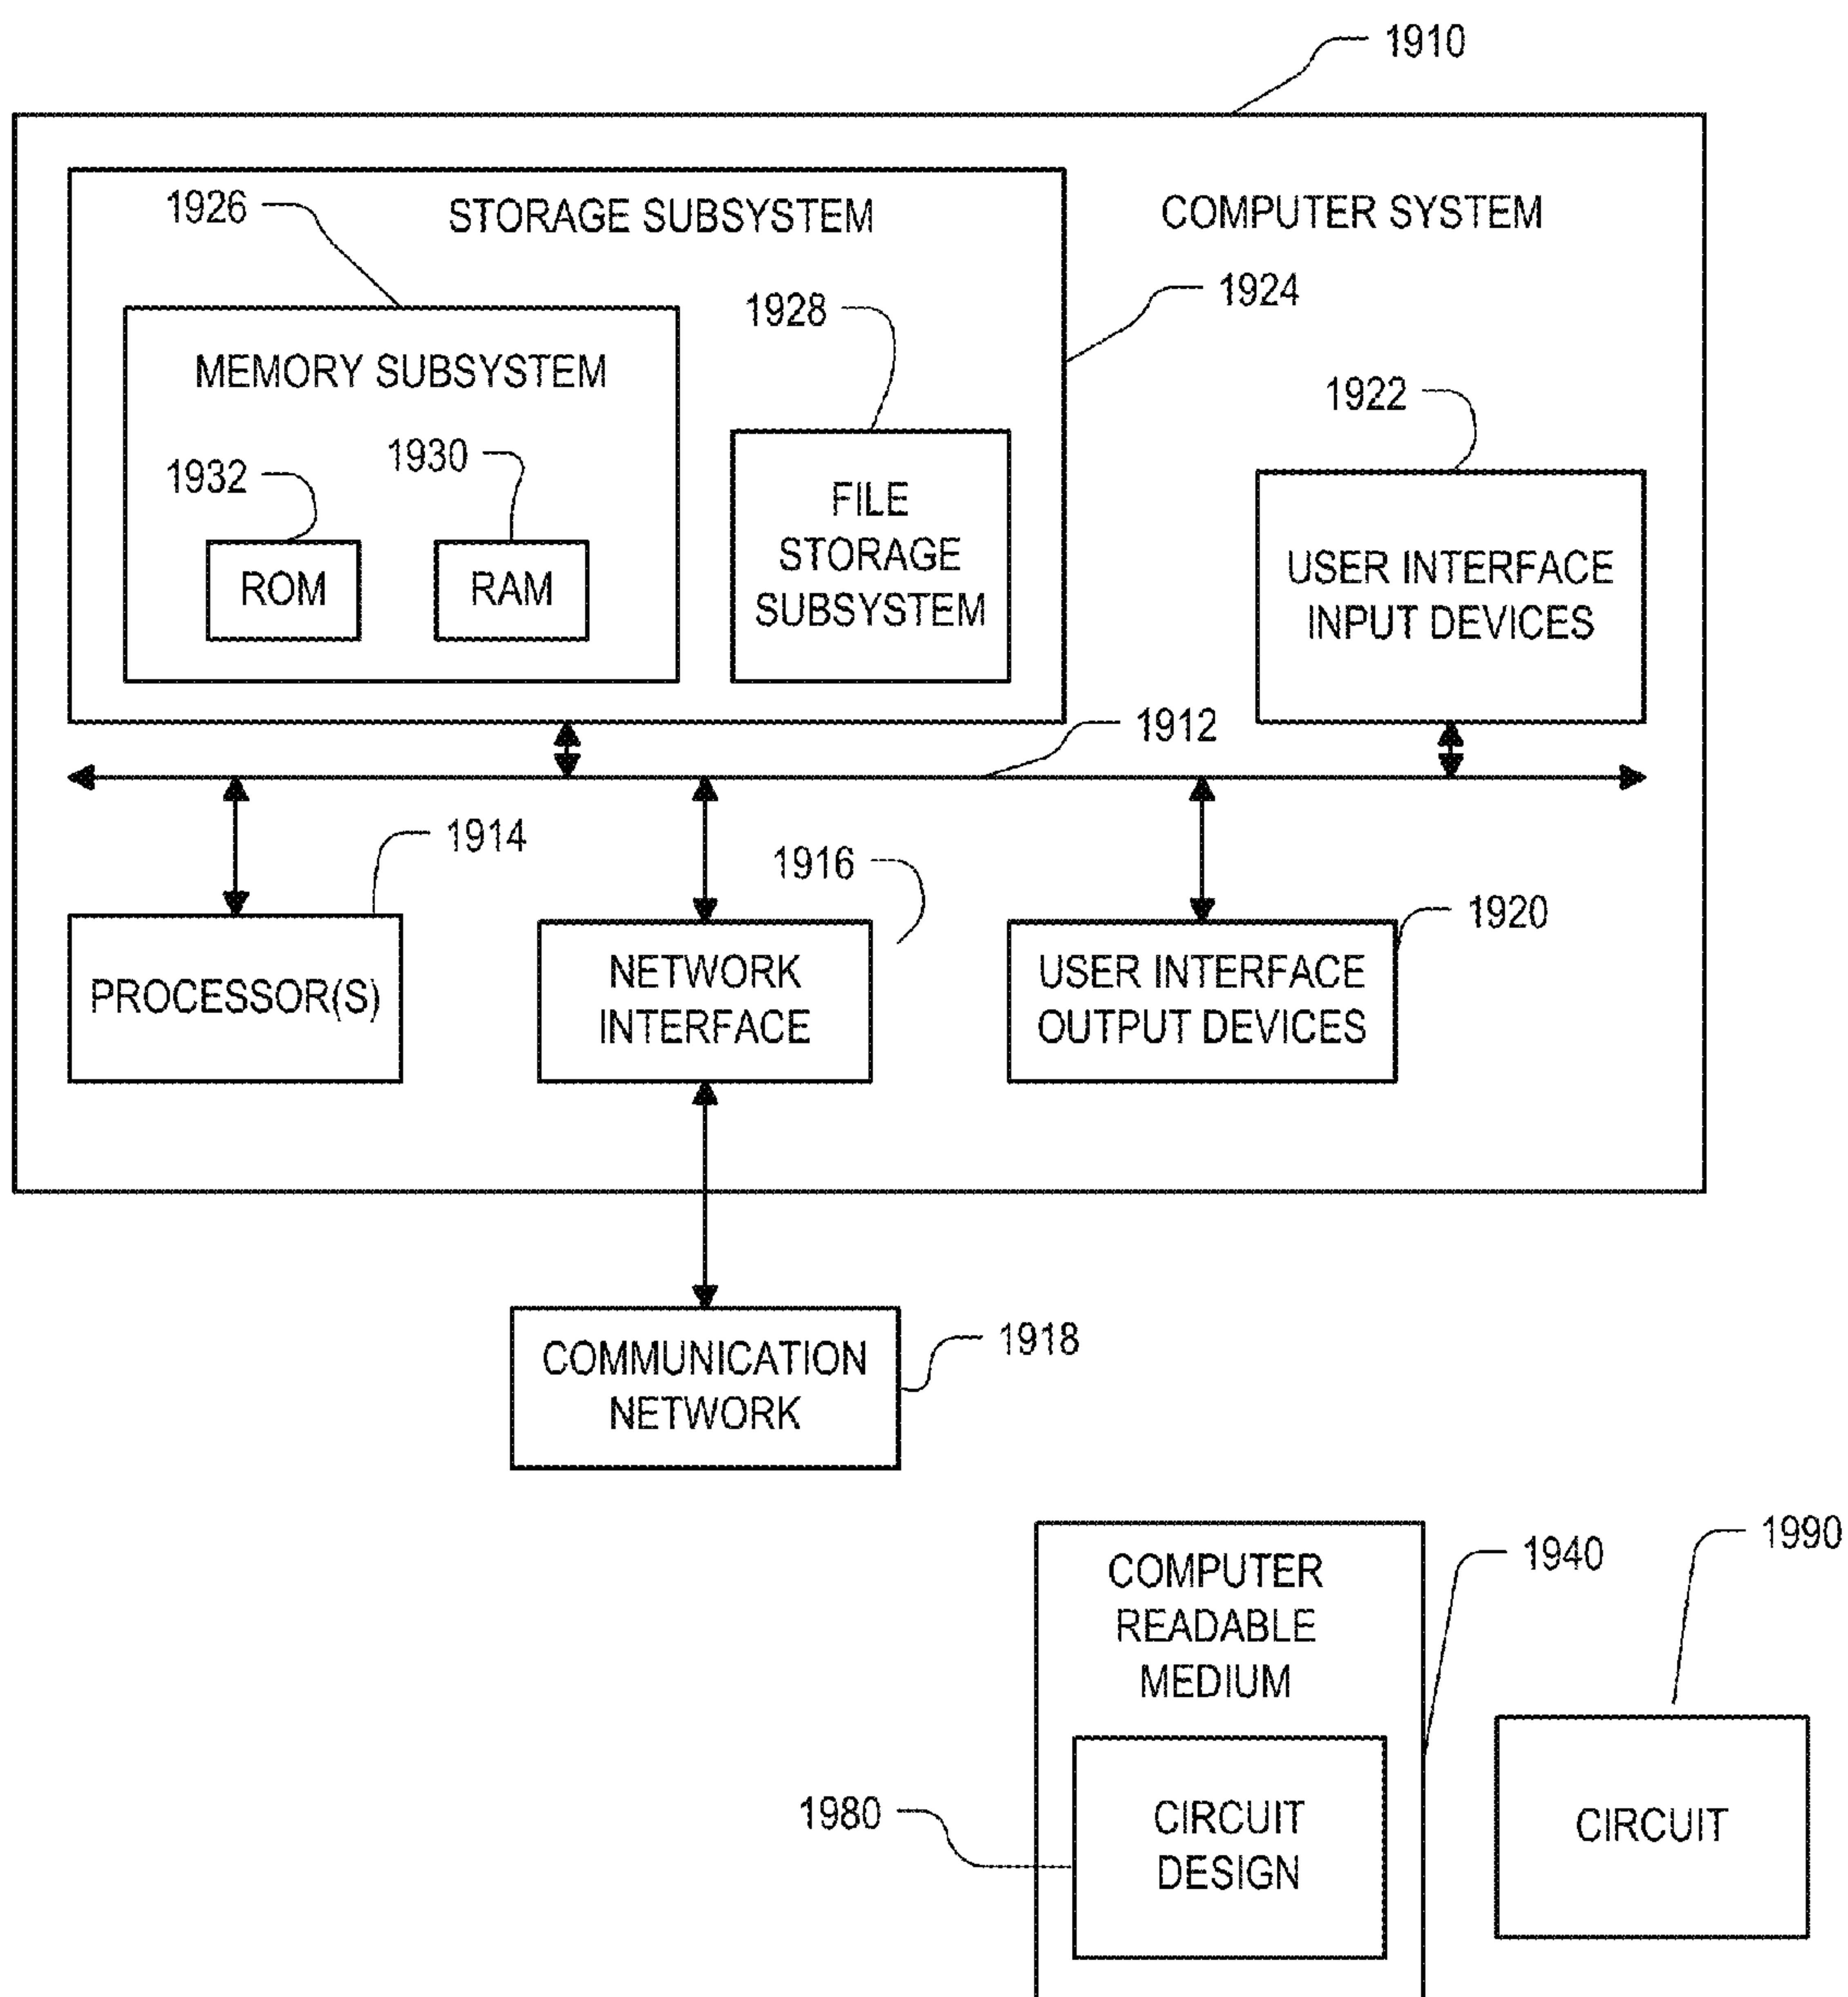 1910
STORAGE SUBSYSTEM
COMPUTER SYSTEM
1926
1924
1928
MEMORY SUBSYSTEM
1922
1932
1930
ROM
RAM
FILE
STORAGE
SUBSYSTEM
USER INTERFACE
INPUT DEVICES
1912
1914
1916
1920
PROCESSOR(S)
NETWORK
INTERFACE
USER INTERFACE
OUTPUT DEVICES
COMMUNICATION
NETWORK
1918
COMPUTER
READABLE
MEDIUM
1940
1990
1980
CIRCUIT
DESIGN
CIRCUIT